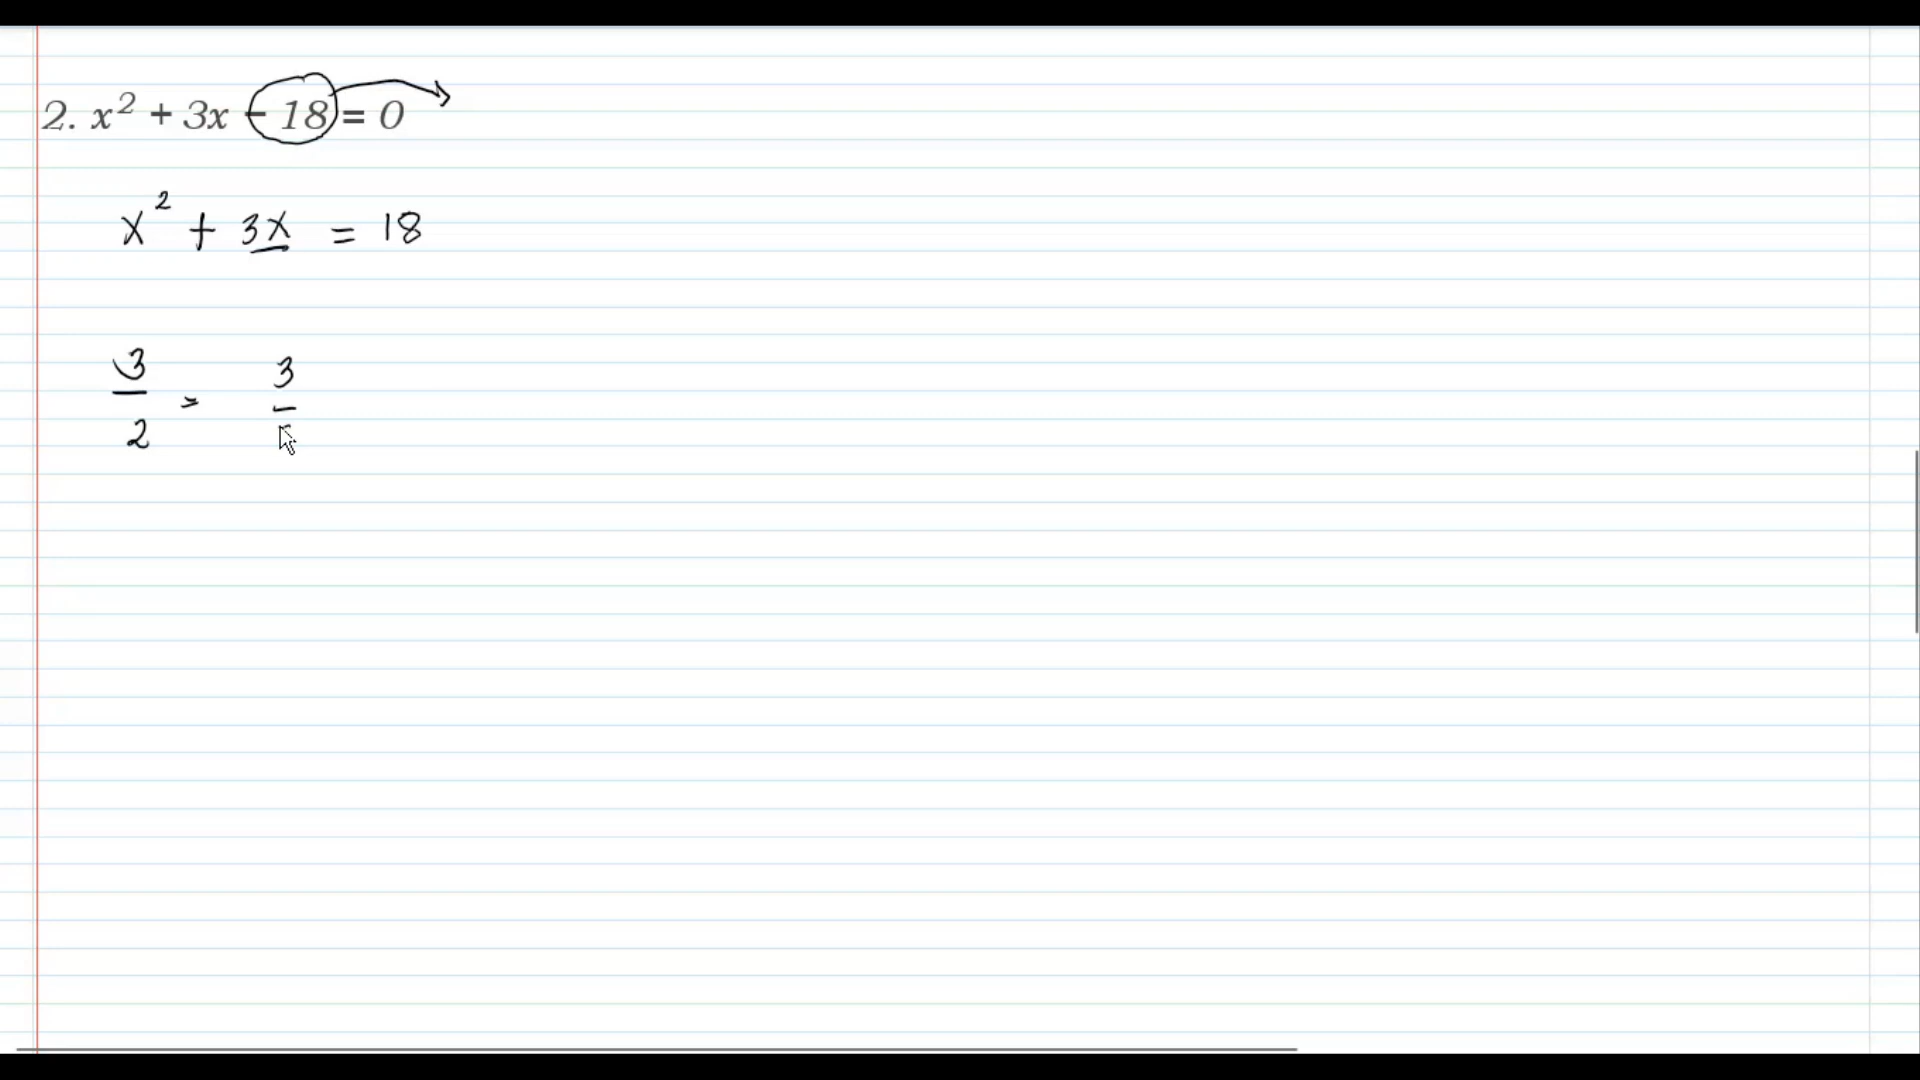 2. x² + 3x − 18 = 0
x² + 3x = 18
3/2 = 3/